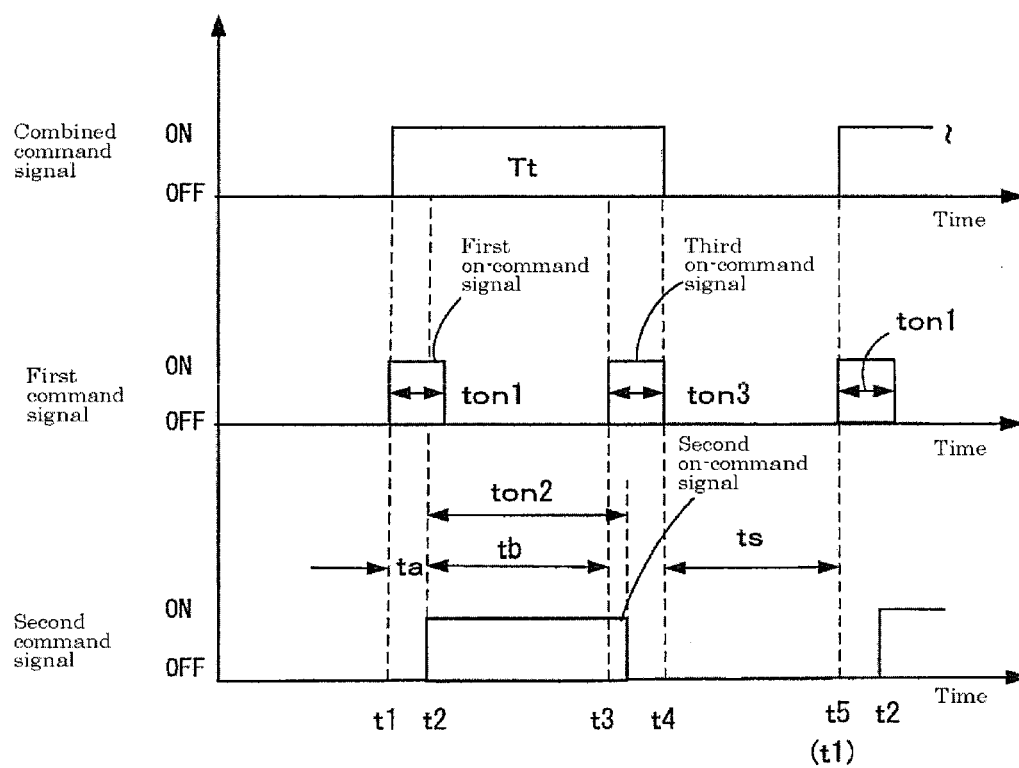 Combined
command
signal
ON
OFF
Tt
Time
First
on-command
signal
Third
on-command
signal
ton1
First
command
signal
ON
OFF
ton1
ton3
Time
Second
on-command
signal
ton2
ta
tb
ts
Second
command
signal
ON
OFF
Time
t1 t2 t3 t4 t5 t2
(t1)